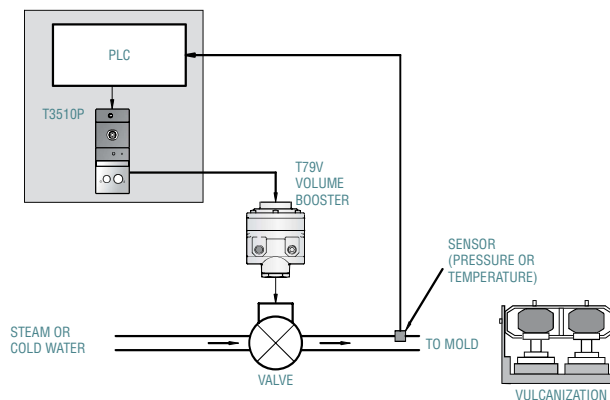 PLC
T3510P
T79V
VOLUME
BOOSTER
SENSOR
(PRESSURE OR
TEMPERATURE)
STEAM OR
COLD WATER
TO MOLD
VALVE
VULCANIZATION